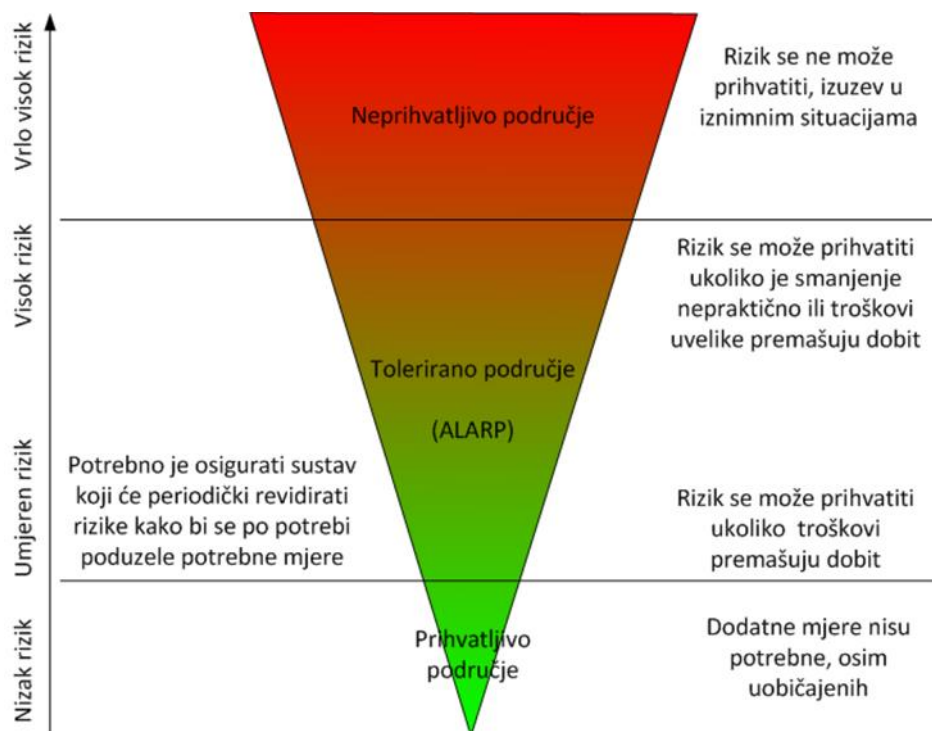 Vrlo visok rizik
Neprihvatljivo područje
Rizik se ne može
prihvatiti, izuzev u
iznimnim situacijama
Visok rizik
Rizik se može prihvatiti
ukoliko je smanjenje
nepraktično ili troškovi
uvelike premašuju dobit
Tolerirano područje
(ALARP)
Umjeren rizik
Potrebno je osigurati sustav
koji će periodički revidirati
rizike kako bi se po potrebi
poduzele potrebne mjere
Rizik se može prihvatiti
ukoliko troškovi
premašuju dobit
Nizak rizik
Prihvatljivo
područje
Dodatne mjere nisu
potrebne, osim
uobičajenih